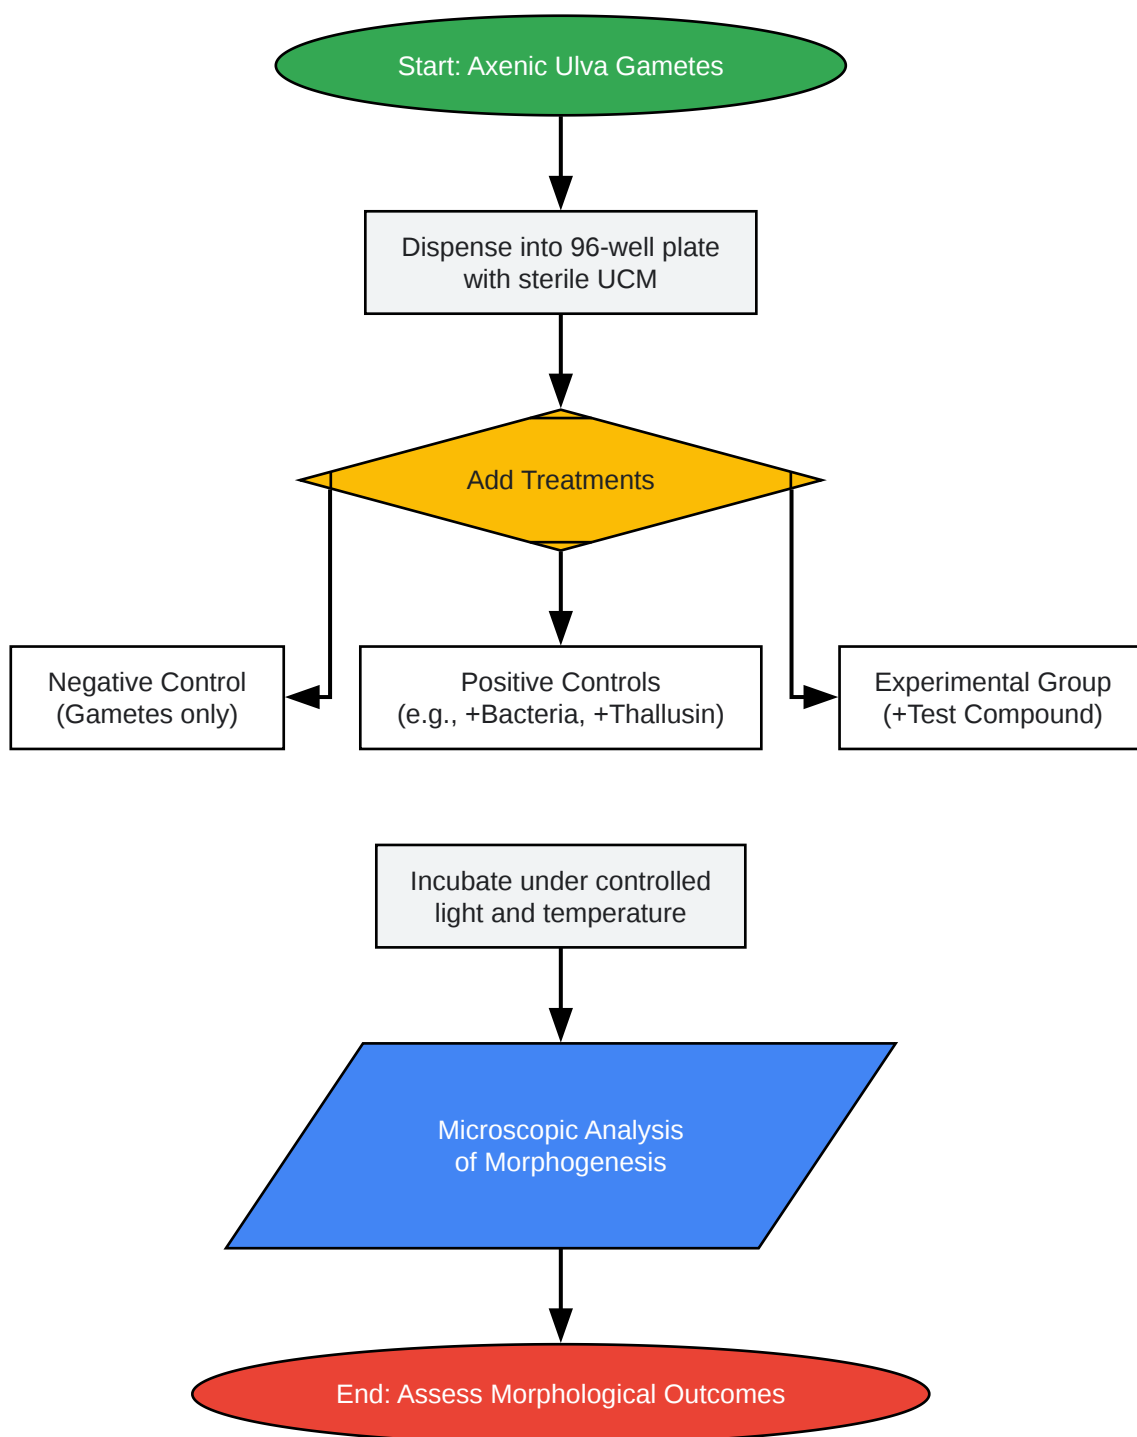 Start: Axenic Ulva Gametes
Dispense into 96-well plate
with sterile UCM
Add Treatments
Negative Control
(Gametes only)
Positive Controls
(e.g., +Bacteria, +Thallusin)
Experimental Group
(+Test Compound)
Incubate under controlled
light and temperature
Microscopic Analysis
of Morphogenesis
End: Assess Morphological Outcomes